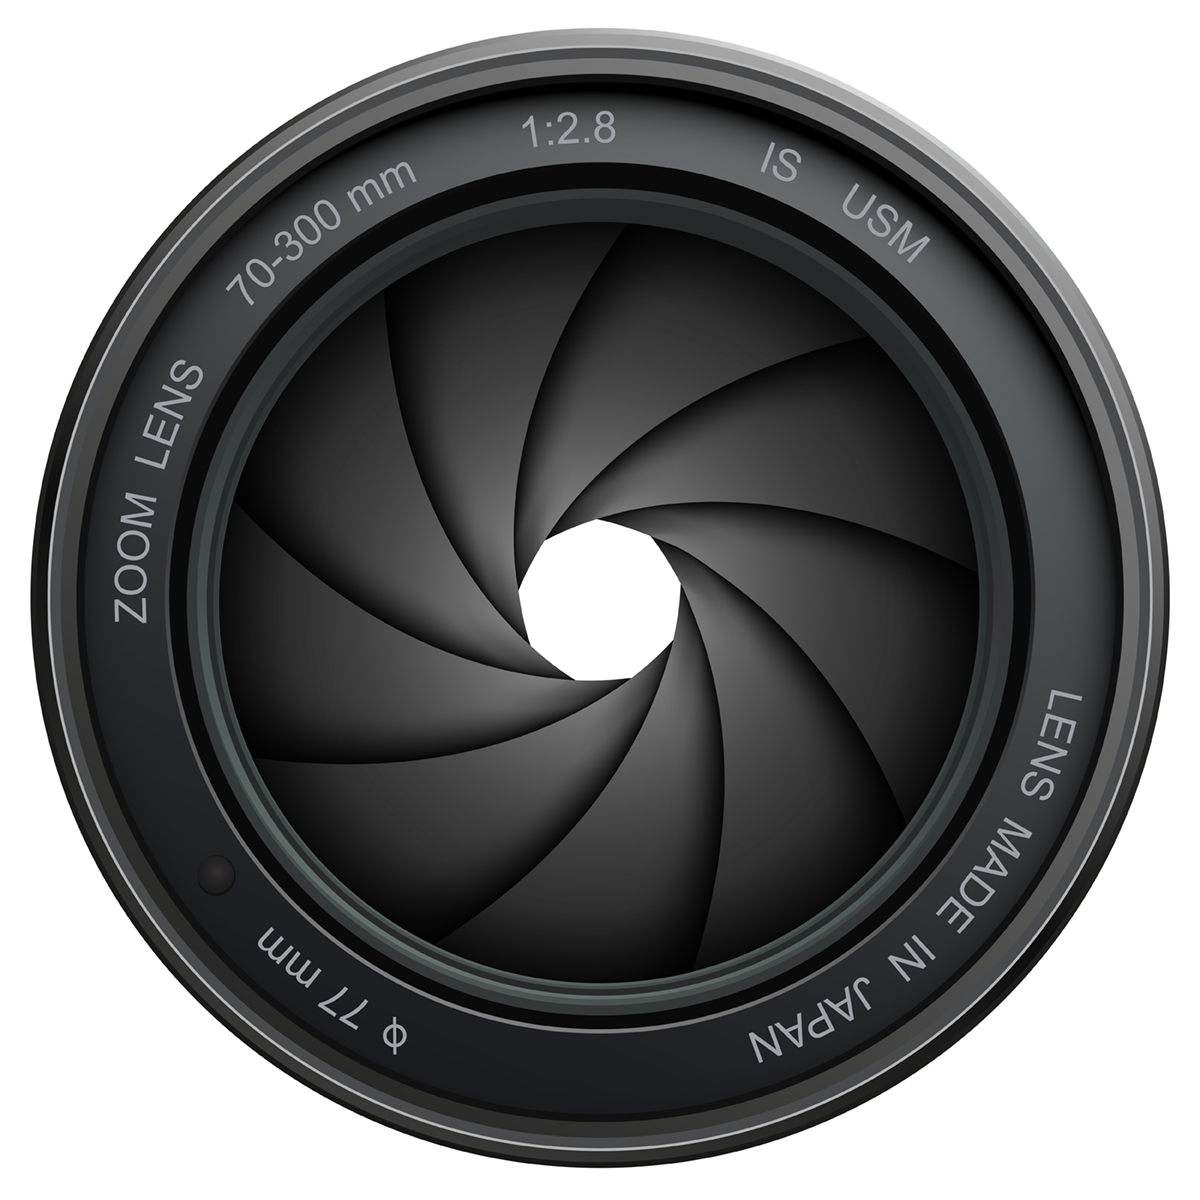 ZOOM LENS
70-300 mm
1:2.8
IS
USM
LENS MADE IN JAPAN
ϕ 77 mm